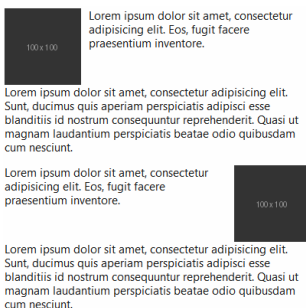 100 x 100
Lorem ipsum dolor sit amet, consectetur
adipisicing elit. Eos, fugit facere
praesentium inventore.
Lorem ipsum dolor sit amet, consectetur adipisicing elit.
Sunt, ducimus quis aperiam perspiciatis adipisci esse
blanditiis id nostrum consequuntur reprehenderit. Quasi ut
magnam laudantium perspiciatis beatae odio quibusdam
cum nesciunt.
Lorem ipsum dolor sit amet, consectetur
adipisicing elit. Eos, fugit facere
praesentium inventore.
100 x 100
Lorem ipsum dolor sit amet, consectetur adipisicing elit.
Sunt, ducimus quis aperiam perspiciatis adipisci esse
blanditiis id nostrum consequuntur reprehenderit. Quasi ut
magnam laudantium perspiciatis beatae odio quibusdam
cum nesciunt.